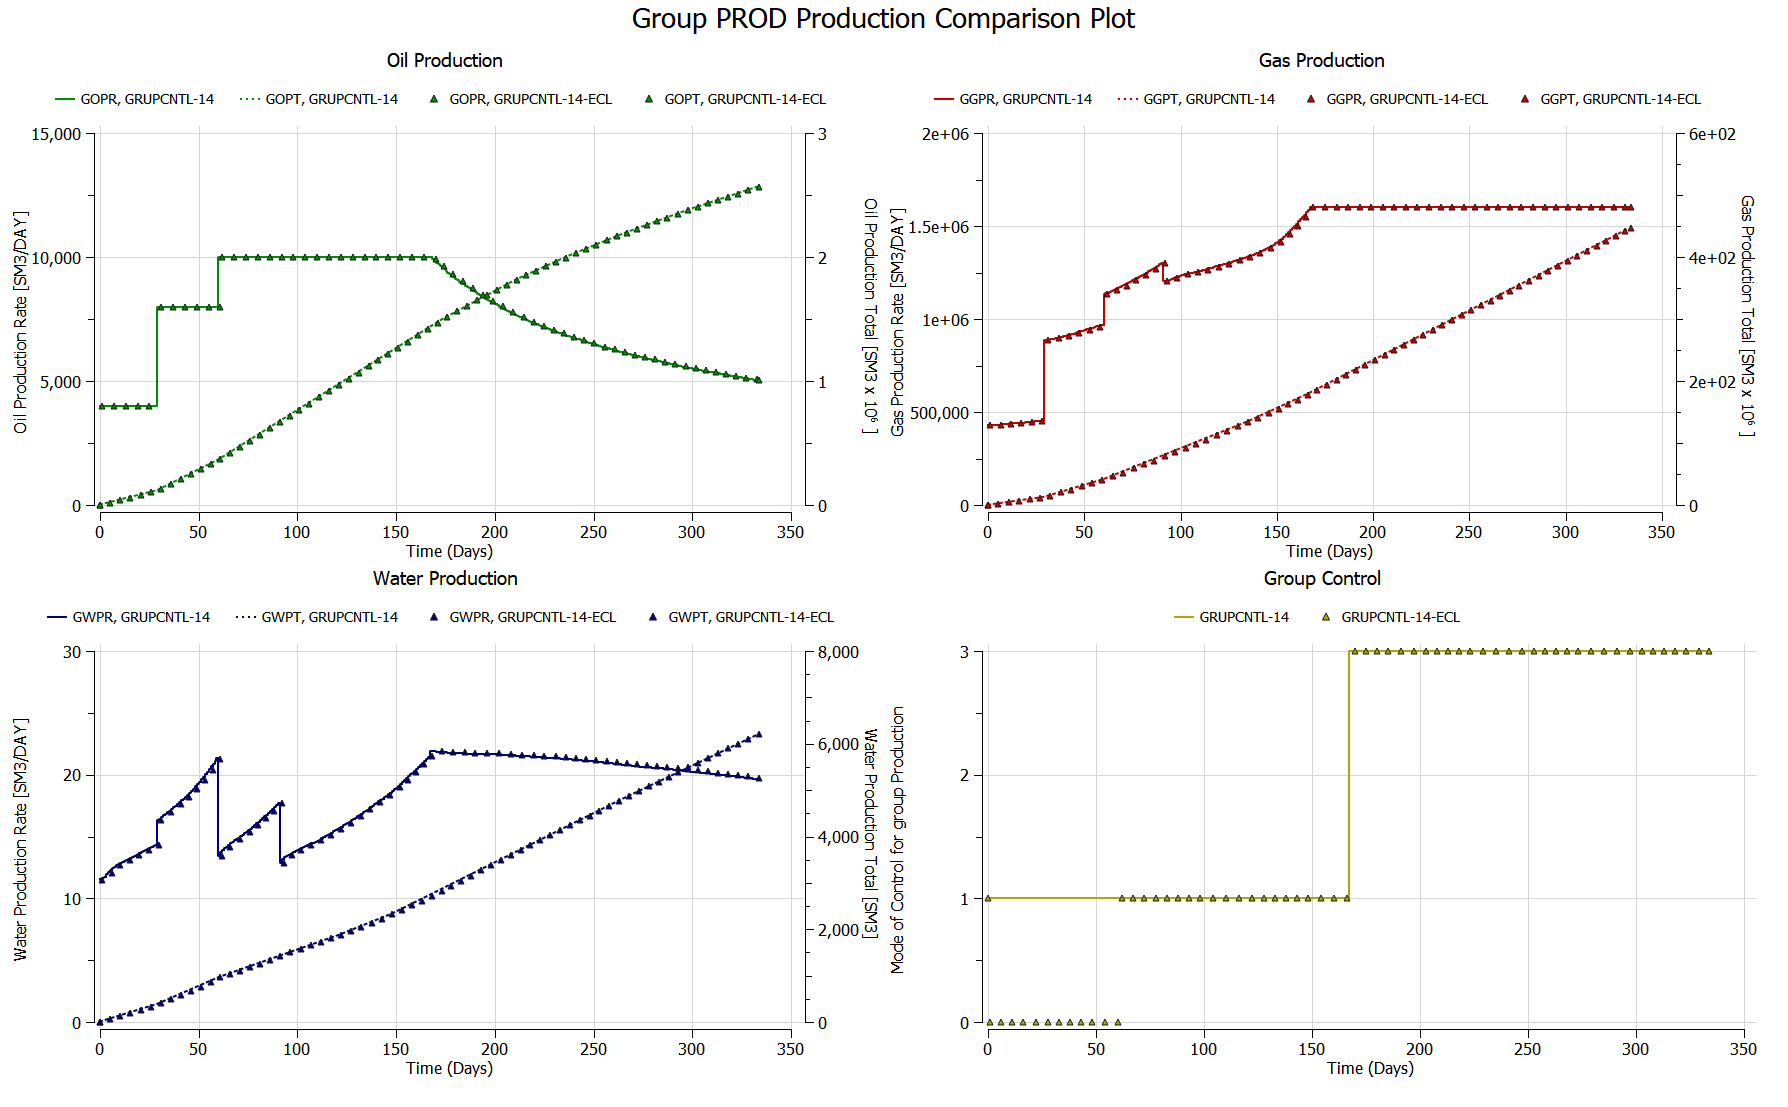 Group PROD Production Comparison Plot
Oil Production
GOPR, GRUPCNTL-14 GOPT, GRUPCNTL-14 GOPR, GRUPCNTL-14-ECL GOPT, GRUPCNTL-14-ECL
15,000
10,000
5,000
0
Oil Production Rate [SM3/DAY]
3
2
1
0
Oil Production Total [SM3 x 10⁶ ]
0 50 100 150 200 250 300 350
Time (Days)
Gas Production
GGPR, GRUPCNTL-14 GGPT, GRUPCNTL-14 GGPR, GRUPCNTL-14-ECL GGPT, GRUPCNTL-14-ECL
2e+06
1.5e+06
1e+06
500,000
0
Gas Production Rate [SM3/DAY]
6e+02
4e+02
2e+02
0
Gas Production Total [SM3 x 10⁶ ]
0 50 100 150 200 250 300 350
Time (Days)
Water Production
GWPR, GRUPCNTL-14 GWPT, GRUPCNTL-14 GWPR, GRUPCNTL-14-ECL GWPT, GRUPCNTL-14-ECL
30
20
10
0
Water Production Rate [SM3/DAY]
8,000
6,000
4,000
2,000
0
Water Production Total [SM3]
0 50 100 150 200 250 300 350
Time (Days)
Group Control
GRUPCNTL-14 GRUPCNTL-14-ECL
3
2
1
0
Mode of Control for group Production
0 50 100 150 200 250 300 350
Time (Days)